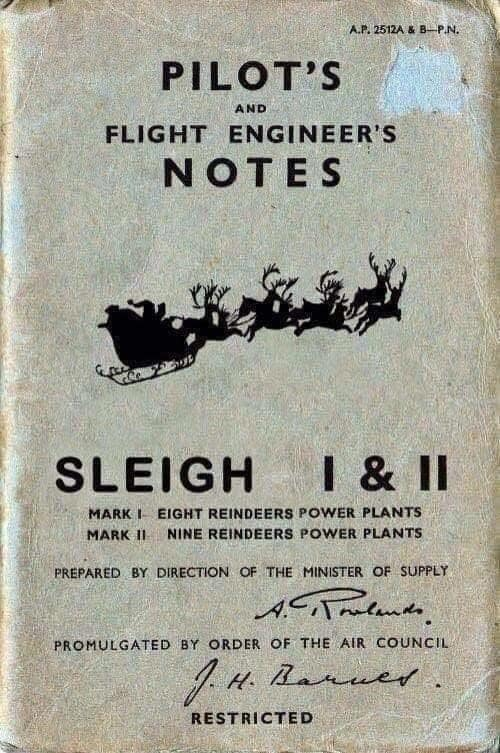 A.P. 2512A & B—P.N.
PILOT'S
AND
FLIGHT ENGINEER'S
NOTES
SLEIGH I & II
MARK I EIGHT REINDEERS POWER PLANTS
MARK II NINE REINDEERS POWER PLANTS
PREPARED BY DIRECTION OF THE MINISTER OF SUPPLY
A. Rowlands.
PROMULGATED BY ORDER OF THE AIR COUNCIL
J. H. Barnes.
RESTRICTED